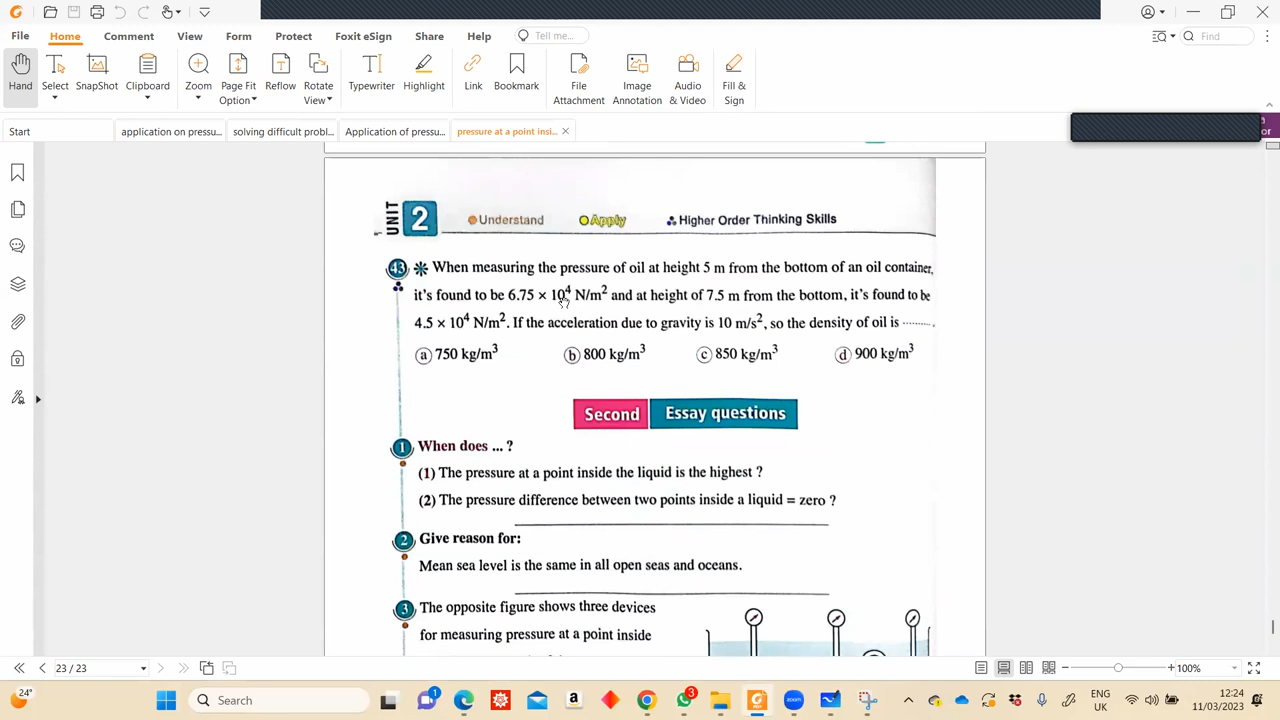 File Home Comment View Form Protect Foxit eSign Share Help Tell me... Find
Hand Select SnapShot Clipboard Zoom Page Fit Option Reflow Rotate View Typewriter Highlight Link Bookmark File Attachment Image Annotation Audio & Video Fill & Sign
Start application on pressu... solving difficult probl... Application of pressu... pressure at a point insi...
or
UNIT 2 Understand Apply Higher Order Thinking Skills
43 * When measuring the pressure of oil at height 5 m from the bottom of an oil container,
it's found to be 6.75 × 10⁴ N/m² and at height of 7.5 m from the bottom, it's found to be
4.5 × 10⁴ N/m². If the acceleration due to gravity is 10 m/s², so the density of oil is ........ .
a 750 kg/m³ b 800 kg/m³ c 850 kg/m³ d 900 kg/m³
Second Essay questions
1 When does ... ?
(1) The pressure at a point inside the liquid is the highest ?
(2) The pressure difference between two points inside a liquid = zero ?
2 Give reason for:
Mean sea level is the same in all open seas and oceans.
3 The opposite figure shows three devices
for measuring pressure at a point inside
23 / 23 100%
24° Search 1 3 zoom ENG UK 12:24 11/03/2023